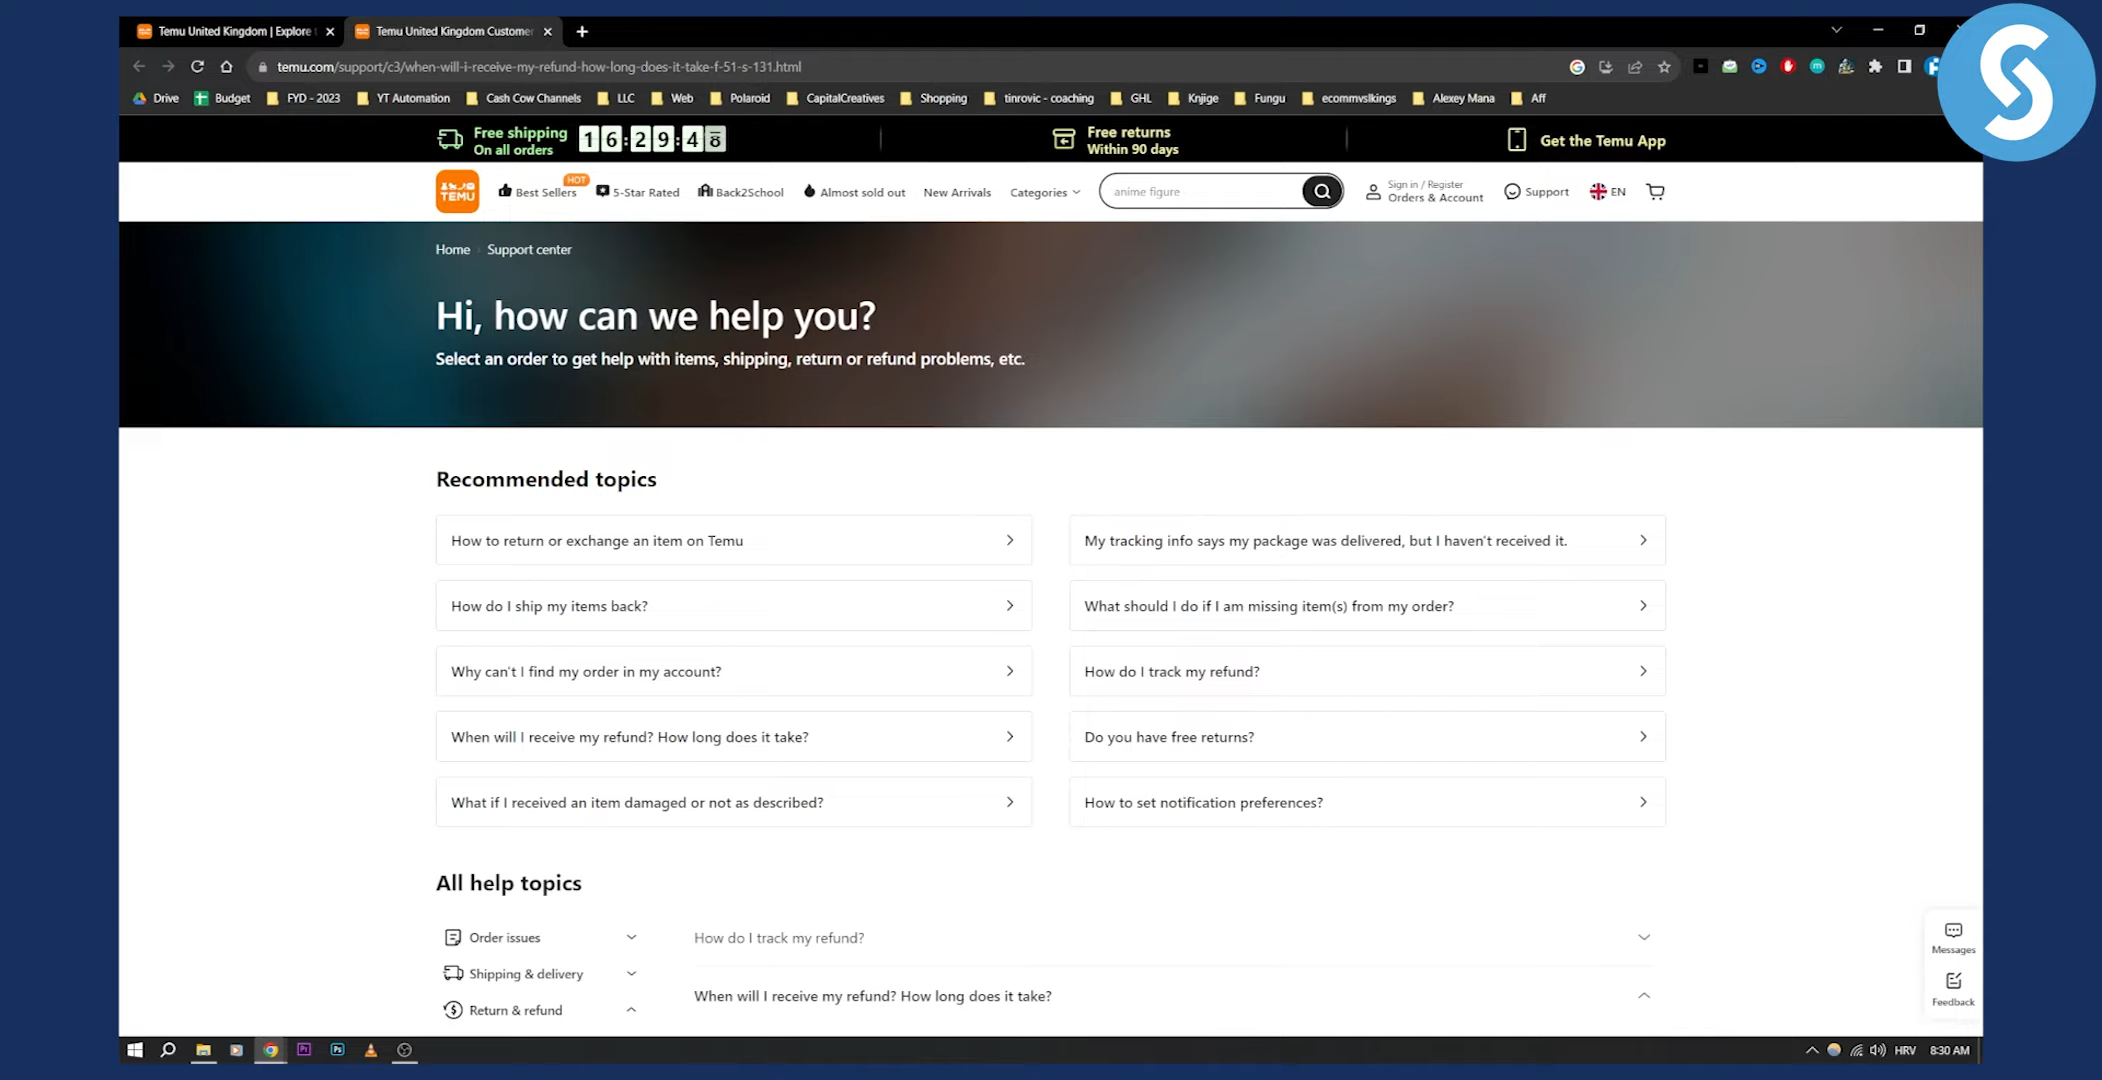 Temu United Kingdom | Explore
Temu United Kingdom Customer
temu.com/support/c3/when-will-i-receive-my-refund-how-long-does-it-take-f-51-s-131.html
Drive
Budget
FYD - 2023
YT Automation
Cash Cow Channels
LLC
Web
Polaroid
CapitalCreatives
Shopping
tinrovic - coaching
GHL
Knjige
Fungu
ecommvslkings
Alexey Mana
Aff
Free shipping
On all orders
16:29:48
Free returns
Within 90 days
Get the Temu App
TEMU
Best Sellers
HOT
5-Star Rated
Back2School
Almost sold out
New Arrivals
Categories
anime figure
Sign in / Register
Orders & Account
Support
EN
Home
Support center
Hi, how can we help you?
Select an order to get help with items, shipping, return or refund problems, etc.
Recommended topics
How to return or exchange an item on Temu
My tracking info says my package was delivered, but I haven't received it.
How do I ship my items back?
What should I do if I am missing item(s) from my order?
Why can't I find my order in my account?
How do I track my refund?
When will I receive my refund? How long does it take?
Do you have free returns?
What if I received an item damaged or not as described?
How to set notification preferences?
All help topics
Order issues
How do I track my refund?
Shipping & delivery
When will I receive my refund? How long does it take?
Return & refund
Messages
Feedback
Pr
Ps
HRV
8:30 AM